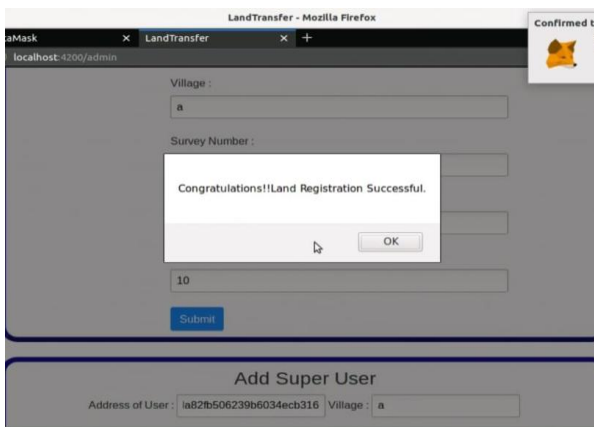 LandTransfer - Mozilla Firefox
Confirmed t
taMask × LandTransfer × +
localhost:4200/admin
Village :
a
Survey Number :
Congratulations!!Land Registration Successful.
OK
10
Submit
Add Super User
Address of User : la82fb506239b6034ecb316 Village : a